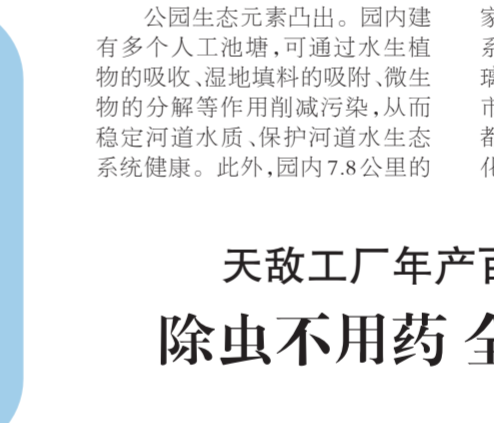 公园生态元素凸出。园内建
有多个人工池塘,可通过水生植
物的吸收、湿地填料的吸附、微生
物的分解等作用削减污染,从而
稳定河道水质、保护河道水生态
系统健康。此外,园内7.8公里的
天敌工厂年产
除虫不用药